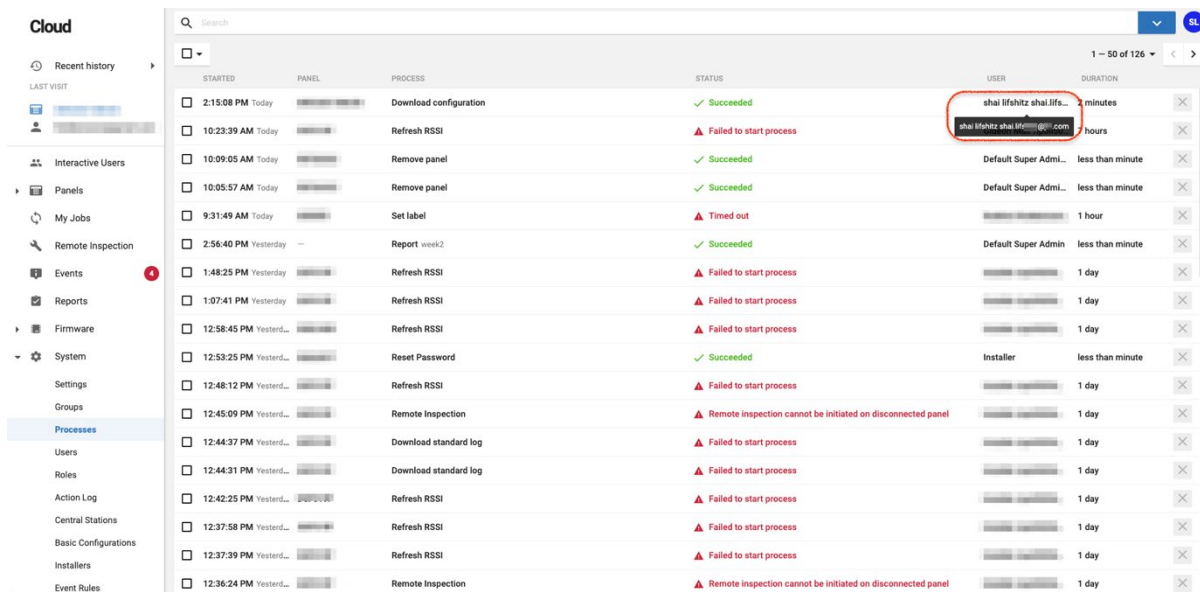 Cloud
Search
SL
Recent history
1 – 50 of 126
LAST VISIT
STARTED PANEL PROCESS STATUS USER DURATION
2:15:08 PM Today Download configuration Succeeded shai lifshitz shai.lifs... 2 minutes
shai lifshitz shai.lif @ .com
10:23:39 AM Today Refresh RSSI Failed to start process hours
Interactive Users
10:09:05 AM Today Remove panel Succeeded Default Super Admi... less than minute
Panels
10:05:57 AM Today Remove panel Succeeded Default Super Admi... less than minute
My Jobs
9:31:49 AM Today Set label Timed out 1 hour
Remote Inspection
2:56:40 PM Yesterday – Report week2 Succeeded Default Super Admin less than minute
Events 4
1:48:25 PM Yesterday Refresh RSSI Failed to start process 1 day
Reports
1:07:41 PM Yesterday Refresh RSSI Failed to start process 1 day
Firmware
12:58:45 PM Yesterd... Refresh RSSI Failed to start process 1 day
System
12:53:25 PM Yesterd... Reset Password Succeeded Installer less than minute
Settings
12:48:12 PM Yesterd... Refresh RSSI Failed to start process 1 day
Groups
12:45:09 PM Yesterd... Remote Inspection Remote inspection cannot be initiated on disconnected panel 1 day
Processes
12:44:37 PM Yesterd... Download standard log Failed to start process 1 day
Users
12:44:31 PM Yesterd... Download standard log Failed to start process 1 day
Roles
Action Log
12:42:25 PM Yesterd... Refresh RSSI Failed to start process 1 day
Central Stations
12:37:58 PM Yesterd... Refresh RSSI Failed to start process 1 day
Basic Configurations
12:37:39 PM Yesterd... Refresh RSSI Failed to start process 1 day
Installers
12:36:24 PM Yesterd... Remote Inspection Remote inspection cannot be initiated on disconnected panel 1 day
Event Rules